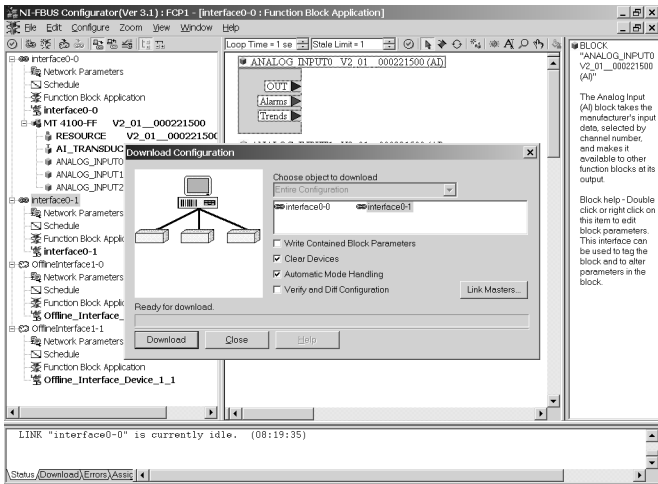 NI-FBUS Configurator(Ver 3.1) : FCP1 - [interface0-0 : Function Block Application]
File Edit Configure Zoom View Window Help
Loop Time = 1 se Stale Limit = 1
interface0-0
Network Parameters
Schedule
Function Block Application
interface0-0
MT 4100-FF V2_01__000221500
RESOURCE V2_01__00022150C
AI_TRANSDUC
ANALOG_INPUT0
ANALOG_INPUT1
ANALOG_INPUT2
interface0-1
Network Parameters
Schedule
Function Block Applic
interface0-1
OfflineInterface1-0
Network Parameters
Schedule
Function Block Applic
Offline_Interface_
OfflineInterface1-1
Network Parameters
Schedule
Function Block Application
Offline_Interface_Device_1_1
ANALOG_INPUT0 V2_01__000221500 (AI)
OUT
Alarms
Trends
Download Configuration
Choose object to download
Entire Configuration
interface0-0 interface0-1
Write Contained Block Parameters
Clear Devices
Automatic Mode Handling
Verify and Diff Configuration
Link Masters...
Ready for download.
Download Close Help
BLOCK
"ANALOG_INPUT0
V2_01__000221500
(AI)"
The Analog Input
(AI) block takes the
manufacturer's input
data, selected by
channel number,
and makes it
available to other
function blocks at its
output.
Block help - Double
click or right click on
this item to edit
block parameters.
This interface can
be used to tag the
block and to alter
parameters in the
block.
LINK "interface0-0" is currently idle. (08:19:35)
Status Download Errors Assig